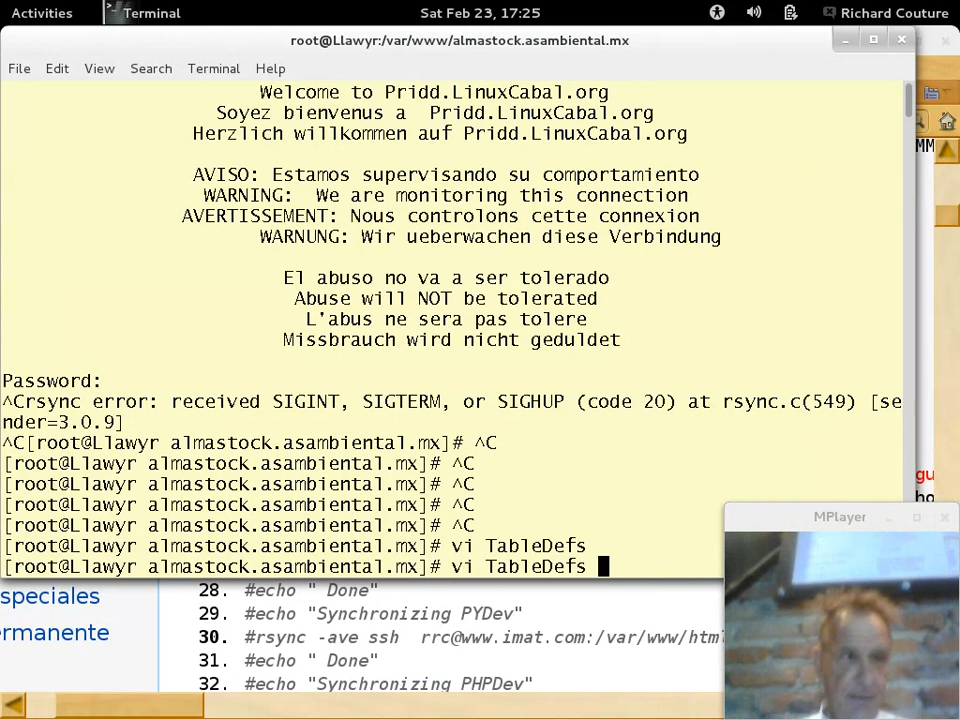 Activities Terminal Sat Feb 23, 17:25 Richard Couture
root@Llawyr:/var/www/almastock.asambiental.mx
File Edit View Search Terminal Help
Welcome to Pridd.LinuxCabal.org
Soyez bienvenus a Pridd.LinuxCabal.org
Herzlich willkommen auf Pridd.LinuxCabal.org
AVISO: Estamos supervisando su comportamiento
WARNING: We are monitoring this connection
AVERTISSEMENT: Nous controlons cette connexion
WARNUNG: Wir ueberwachen diese Verbindung
El abuso no va a ser tolerado
Abuse will NOT be tolerated
L'abus ne sera pas tolere
Missbrauch wird nicht geduldet
Password:
^Crsync error: received SIGINT, SIGTERM, or SIGHUP (code 20) at rsync.c(549) [se
nder=3.0.9]
^C[root@Llawyr almastock.asambiental.mx]# ^C
[root@Llawyr almastock.asambiental.mx]# ^C
[root@Llawyr almastock.asambiental.mx]# ^C
[root@Llawyr almastock.asambiental.mx]# ^C
[root@Llawyr almastock.asambiental.mx]# ^C
[root@Llawyr almastock.asambiental.mx]# vi TableDefs
[root@Llawyr almastock.asambiental.mx]# vi TableDefs
MM
gu
ho
MPlayer
speciales
ermanente
28. #echo " Done"
29. #echo "Synchronizing PYDev"
30. #rsync -ave ssh rrc@www.imat.com:/var/www/html
31. #echo " Done"
32. #echo "Synchronizing PHPDev"